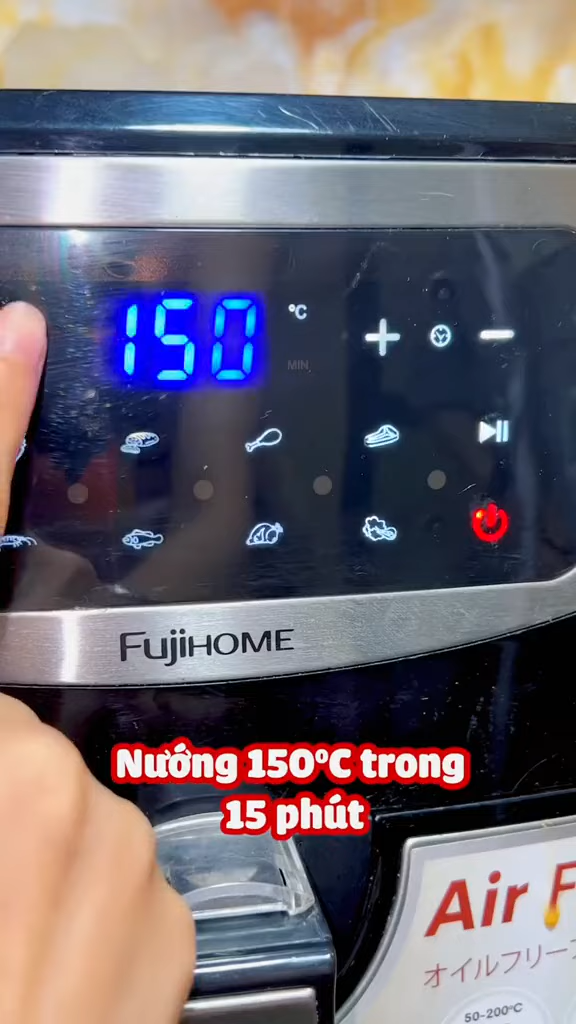 150 °C
MIN
FUJIHOME
Nướng 150°C trong
15 phút
Air F
オイルフリー
50-200°C